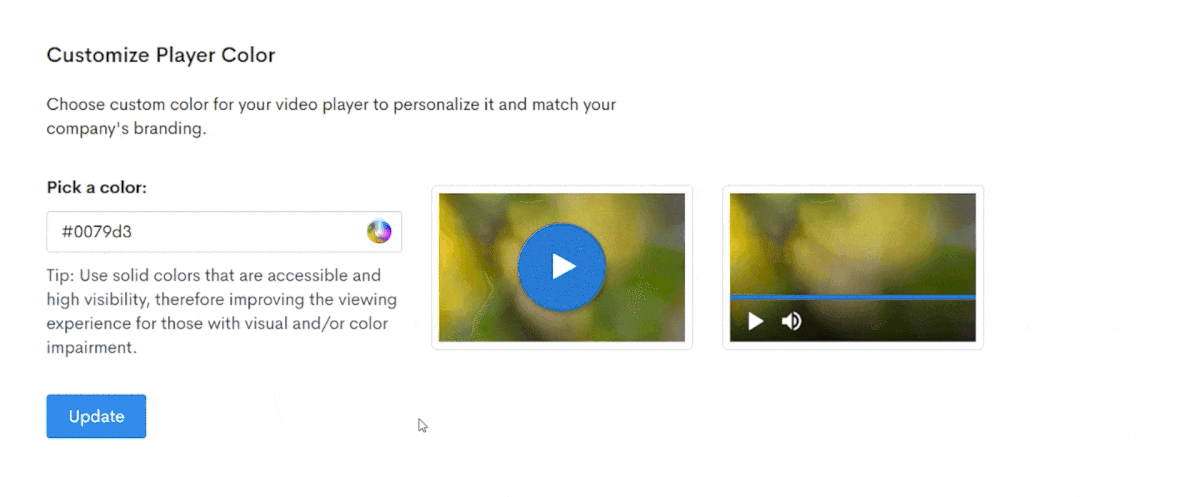 Customize Player Color
Choose custom color for your video player to personalize it and match your
company's branding.
Pick a color:
#0079d3
Tip: Use solid colors that are accessible and
high visibility, therefore improving the viewing
experience for those with visual and/or color
impairment.
Update